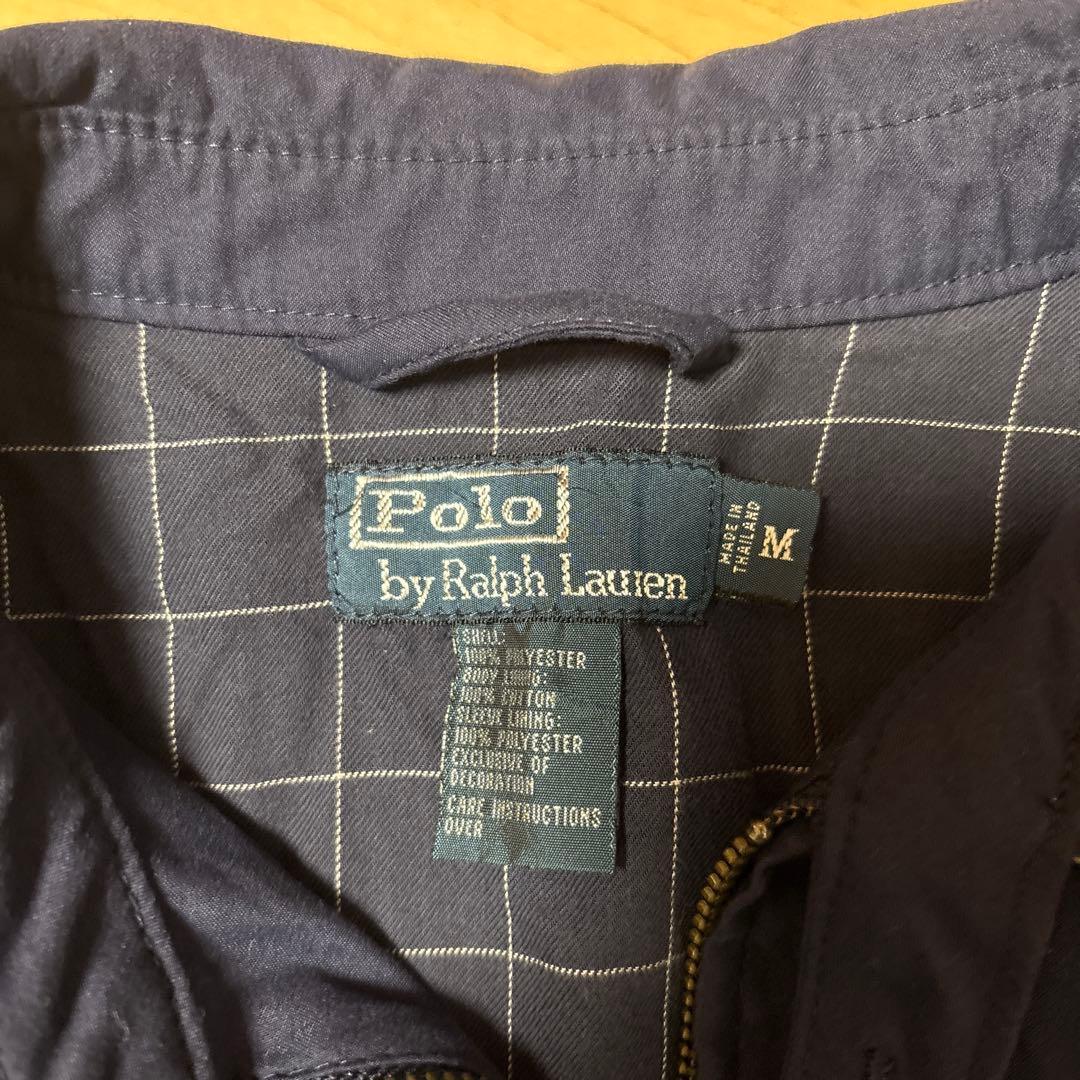 Polo
by Ralph Lauren
MADE IN
THAILAND
M
SHELL:
100% POLYESTER
BODY LINING:
100% COTTON
SLEEVE LINING:
100% POLYESTER
EXCLUSIVE OF
DECORATION
CARE INSTRUCTIONS
OVER